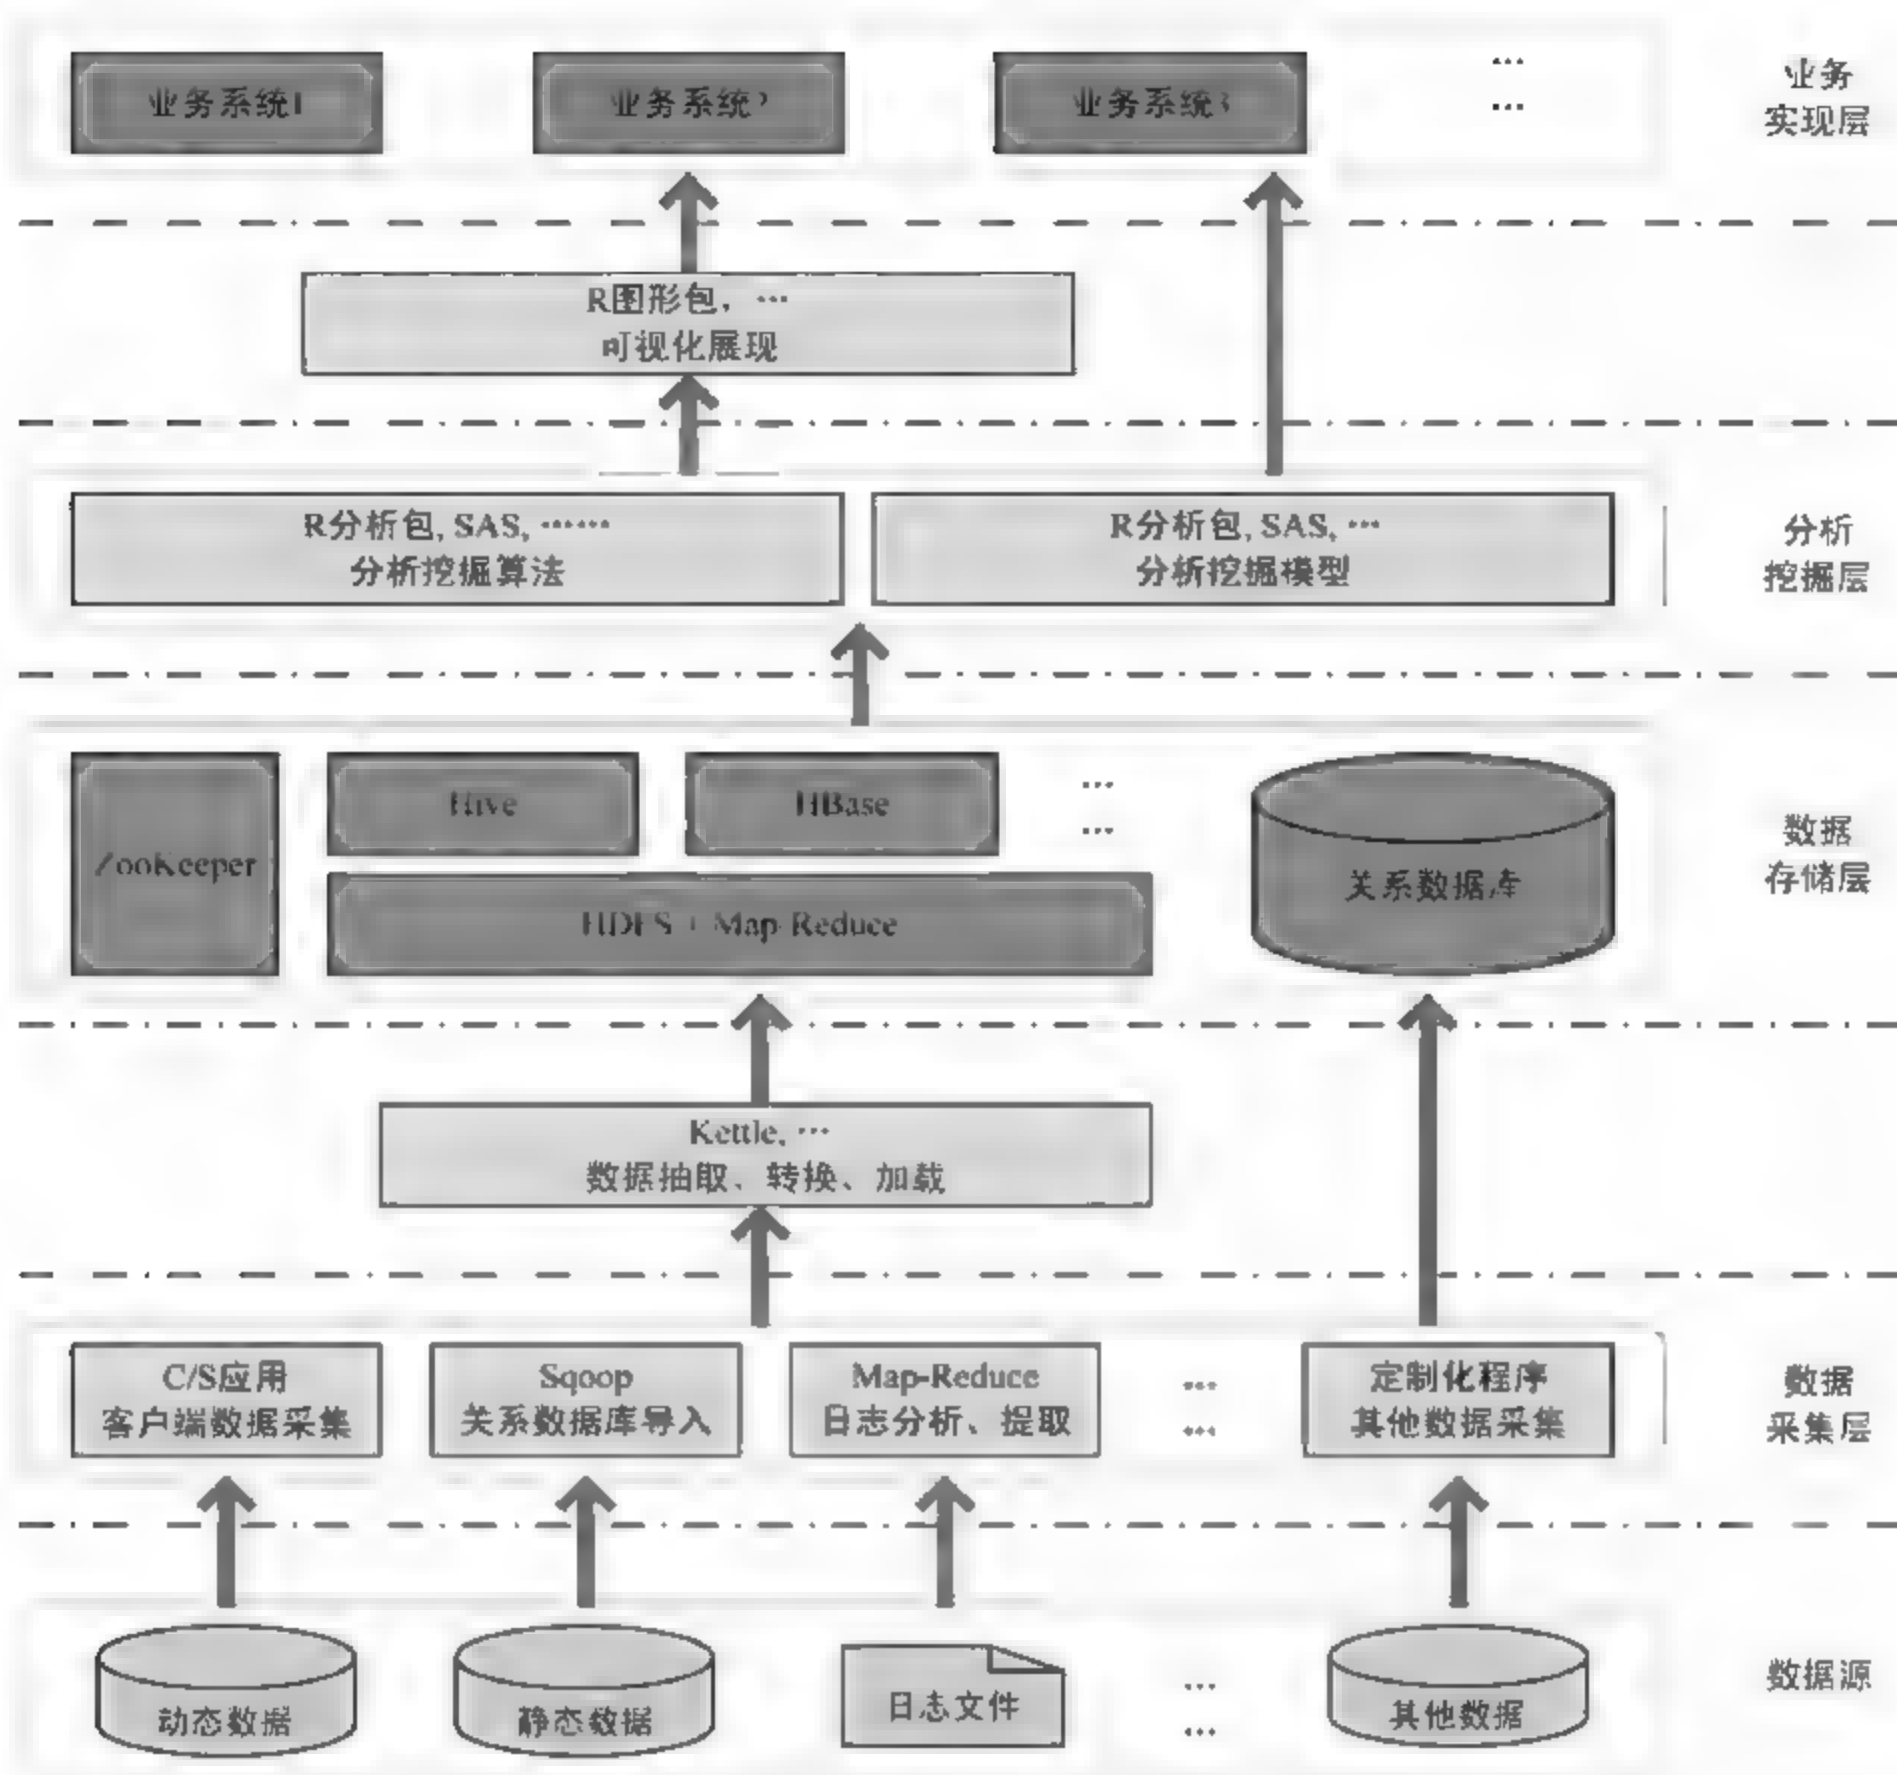 业务系统1
业务系统2
业务系统3
…
…
业务
实现层
R图形包，…
可视化展现
R分析包, SAS, ……
分析挖掘算法
R分析包, SAS, …
分析挖掘模型
分析
挖掘层
ZooKeeper
Hive
HBase
…
…
HDFS + Map-Reduce
关系数据库
数据
存储层
Kettle, …
数据抽取、转换、加载
C/S应用
客户端数据采集
Sqoop
关系数据库导入
Map-Reduce
日志分析、提取
…
…
定制化程序
其他数据采集
数据
采集层
动态数据
静态数据
日志文件
…
…
其他数据
数据源